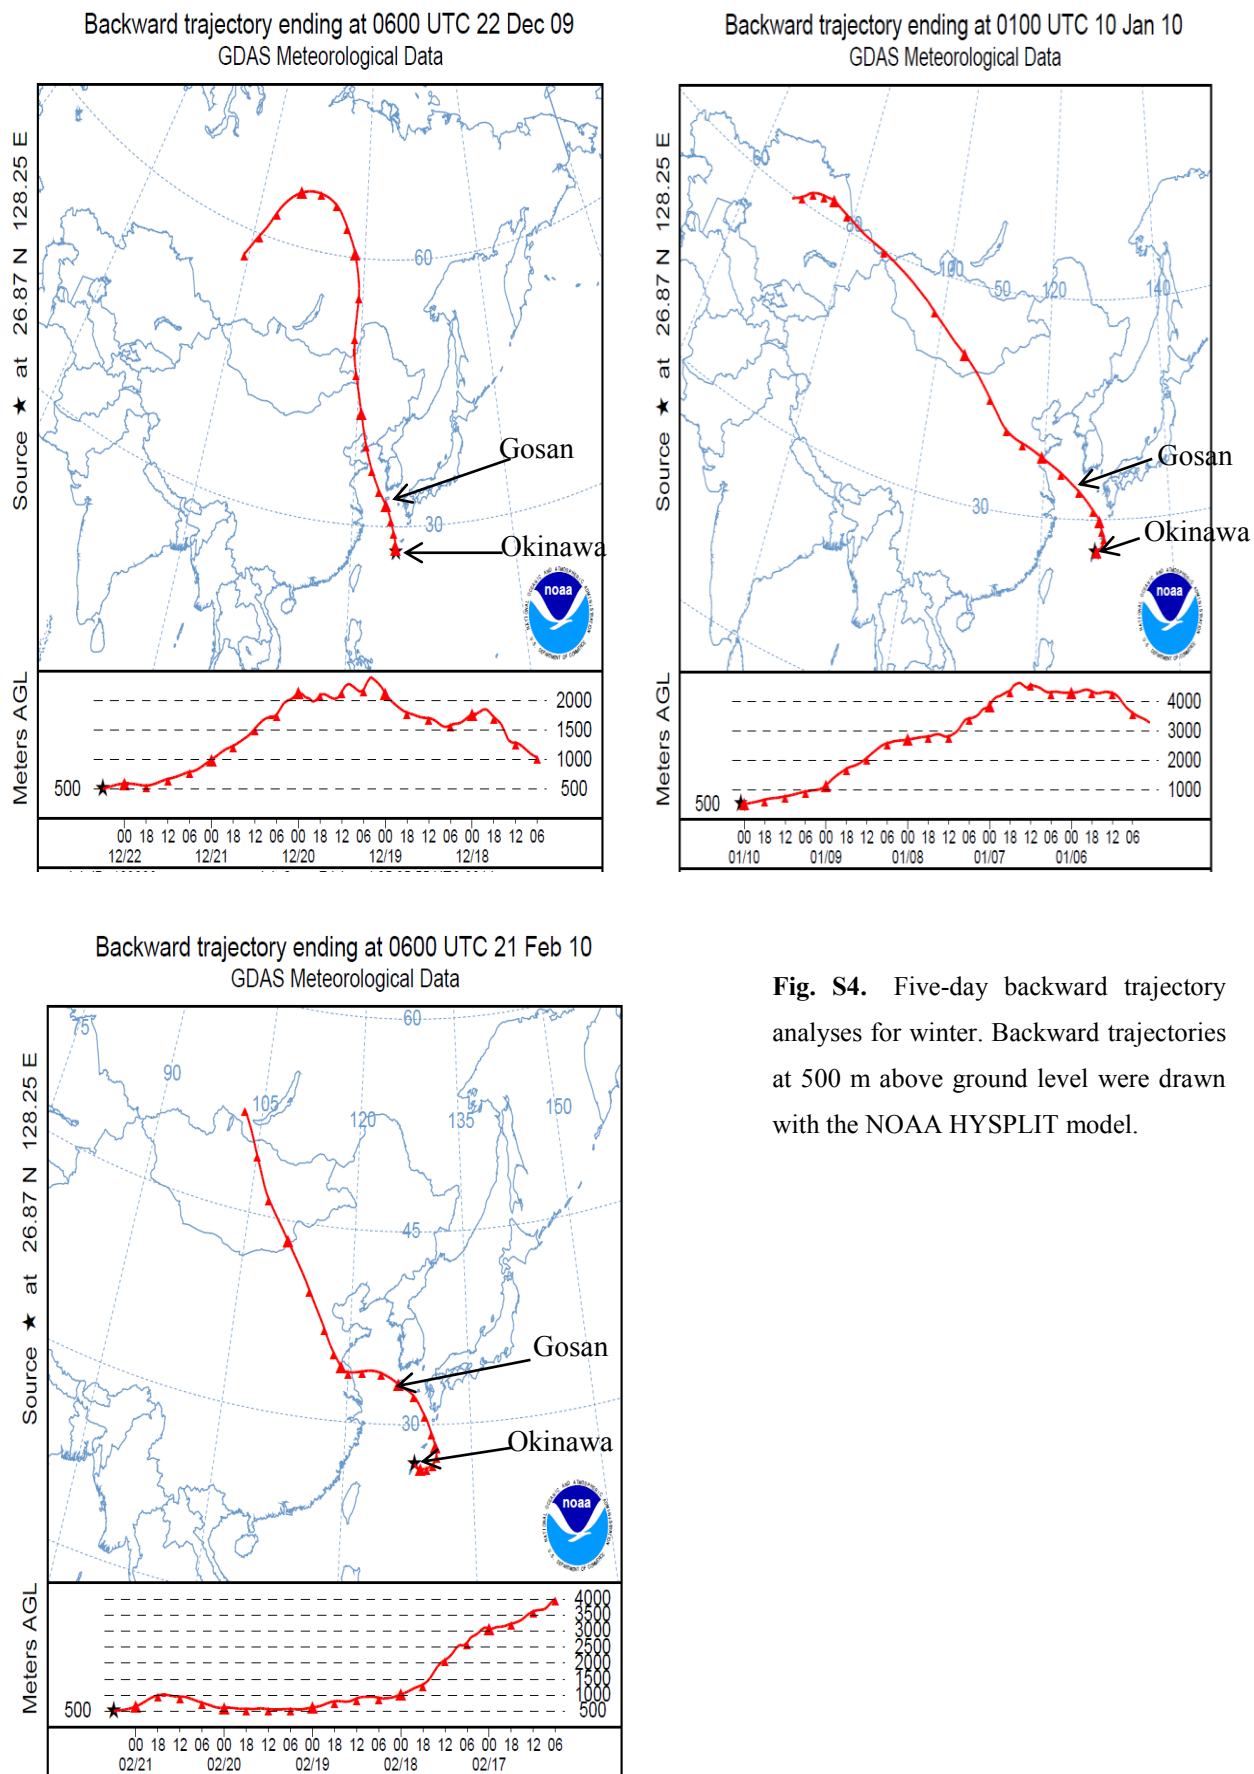 Backward trajectory ending at 0600 UTC 22 Dec 09
GDAS Meteorological Data
Source ★ at 26.87 N 128.25 E
60
30
Gosan
Okinawa
noaa
Meters AGL
2000
1500
1000
500
500
00 18 12 06 00 18 12 06 00 18 12 06 00 18 12 06 00 18 12 06
12/22 12/21 12/20 12/19 12/18
Backward trajectory ending at 0100 UTC 10 Jan 10
GDAS Meteorological Data
Source ★ at 26.87 N 128.25 E
60
80
100
50
120
140
30
Gosan
Okinawa
noaa
Meters AGL
4000
3000
2000
1000
500
00 18 12 06 00 18 12 06 00 18 12 06 00 18 12 06 00 18 12 06
01/10 01/09 01/08 01/07 01/06
Backward trajectory ending at 0600 UTC 21 Feb 10
GDAS Meteorological Data
Source ★ at 26.87 N 128.25 E
75
60
90
105
120
135
150
45
30
Gosan
Okinawa
noaa
Meters AGL
4000
3500
3000
2500
2000
1500
1000
500
500
00 18 12 06 00 18 12 06 00 18 12 06 00 18 12 06 00 18 12 06
02/21 02/20 02/19 02/18 02/17
Fig. S4. Five-day backward trajectory
analyses for winter. Backward trajectories
at 500 m above ground level were drawn
with the NOAA HYSPLIT model.